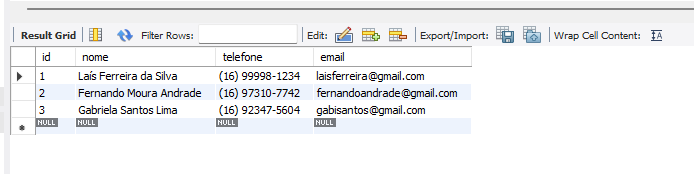 Result Grid Filter Rows: Edit: Export/Import: Wrap Cell Content: IA
id nome telefone email
1 Laís Ferreira da Silva (16) 99998-1234 laisferreira@gmail.com
2 Fernando Moura Andrade (16) 97310-7742 fernandoandrade@gmail.com
3 Gabriela Santos Lima (16) 92347-5604 gabisantos@gmail.com
NULL NULL NULL NULL